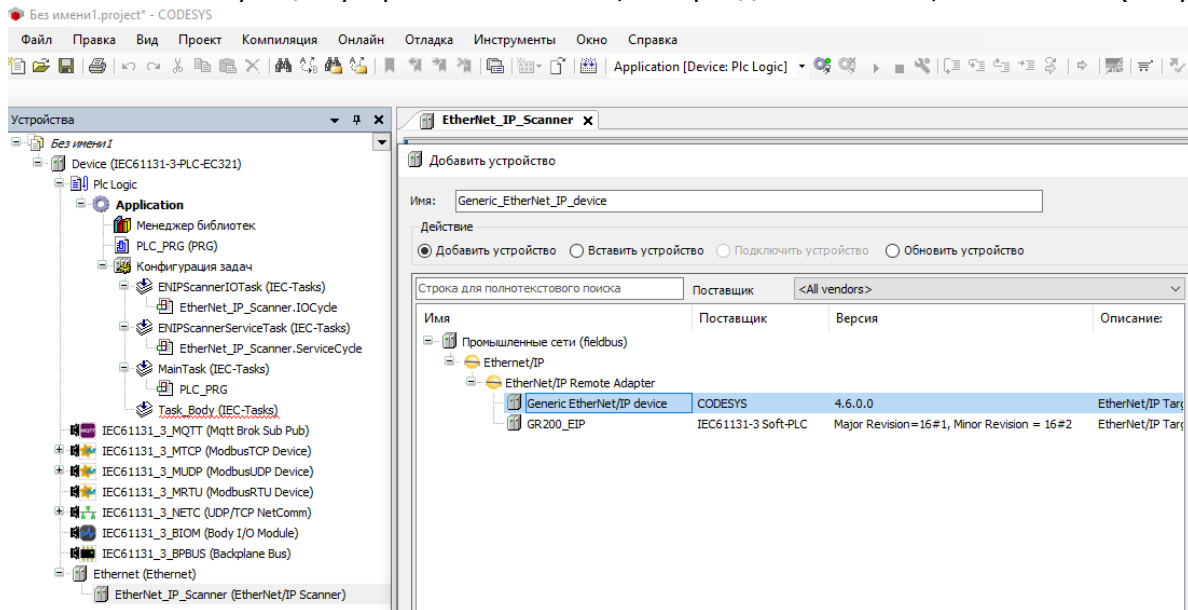 Без имени1.project* - CODESYS
Файл Правка Вид Проект Компиляция Онлайн Отладка Инструменты Окно Справка
Application [Device: Plc Logic]
Устройства
Без имени1
Device (IEC61131-3-PLC-EC321)
Plc Logic
Application
Менеджер библиотек
PLC_PRG (PRG)
Конфигурация задач
ENIPScannerIOTask (IEC-Tasks)
EtherNet_IP_Scanner.IOCycle
ENIPScannerServiceTask (IEC-Tasks)
EtherNet_IP_Scanner.ServiceCycle
MainTask (IEC-Tasks)
PLC_PRG
Task_Body (IEC-Tasks)
IEC61131_3_MQTT (Mqtt Brok Sub Pub)
IEC61131_3_MTCP (ModbusTCP Device)
IEC61131_3_MUDP (ModbusUDP Device)
IEC61131_3_MRTU (ModbusRTU Device)
IEC61131_3_NETC (UDP/TCP NetComm)
IEC61131_3_BIOM (Body I/O Module)
IEC61131_3_BPBUS (Backplane Bus)
Ethernet (Ethernet)
EtherNet_IP_Scanner (EtherNet/IP Scanner)
EtherNet_IP_Scanner
Добавить устройство
Имя: Generic_EtherNet_IP_device
Действие
Добавить устройство Вставить устройство Подключить устройство Обновить устройство
Строка для полнотекстового поиска Поставщик <All vendors>
Имя Поставщик Версия Описание:
Промышленные сети (fieldbus)
Ethernet/IP
EtherNet/IP Remote Adapter
Generic EtherNet/IP device CODESYS 4.6.0.0 EtherNet/IP Targ
GR200_EIP IEC61131-3 Soft-PLC Major Revision=16#1, Minor Revision = 16#2 EtherNet/IP Targ